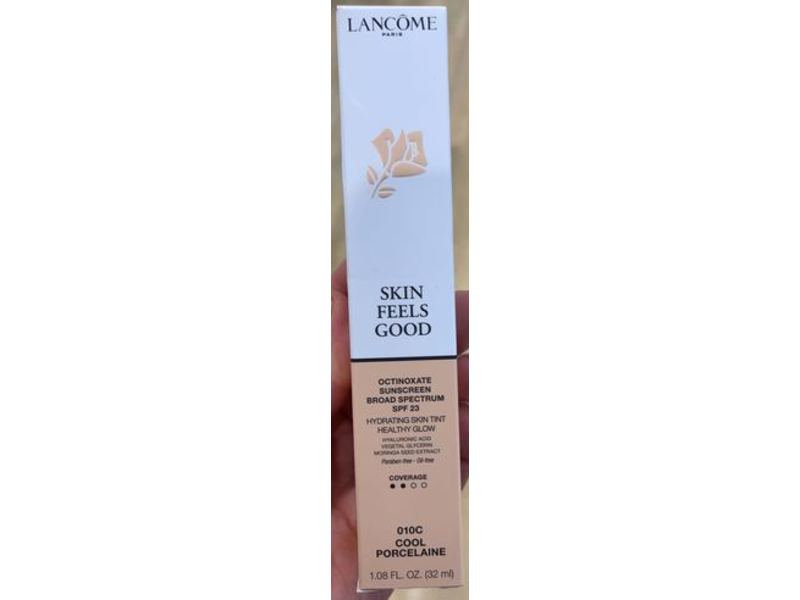 LANCÔME
PARIS
SKIN
FEELS
GOOD
OCTINOXATE
SUNSCREEN
BROAD SPECTRUM
SPF 23
HYDRATING SKIN TINT
HEALTHY GLOW
HYALURONIC ACID
VEGETAL GLYCERIN
MORINGA SEED EXTRACT
Paraben-free - Oil-free
COVERAGE
010C
COOL
PORCELAINE
1.08 FL. OZ. (32 ml)